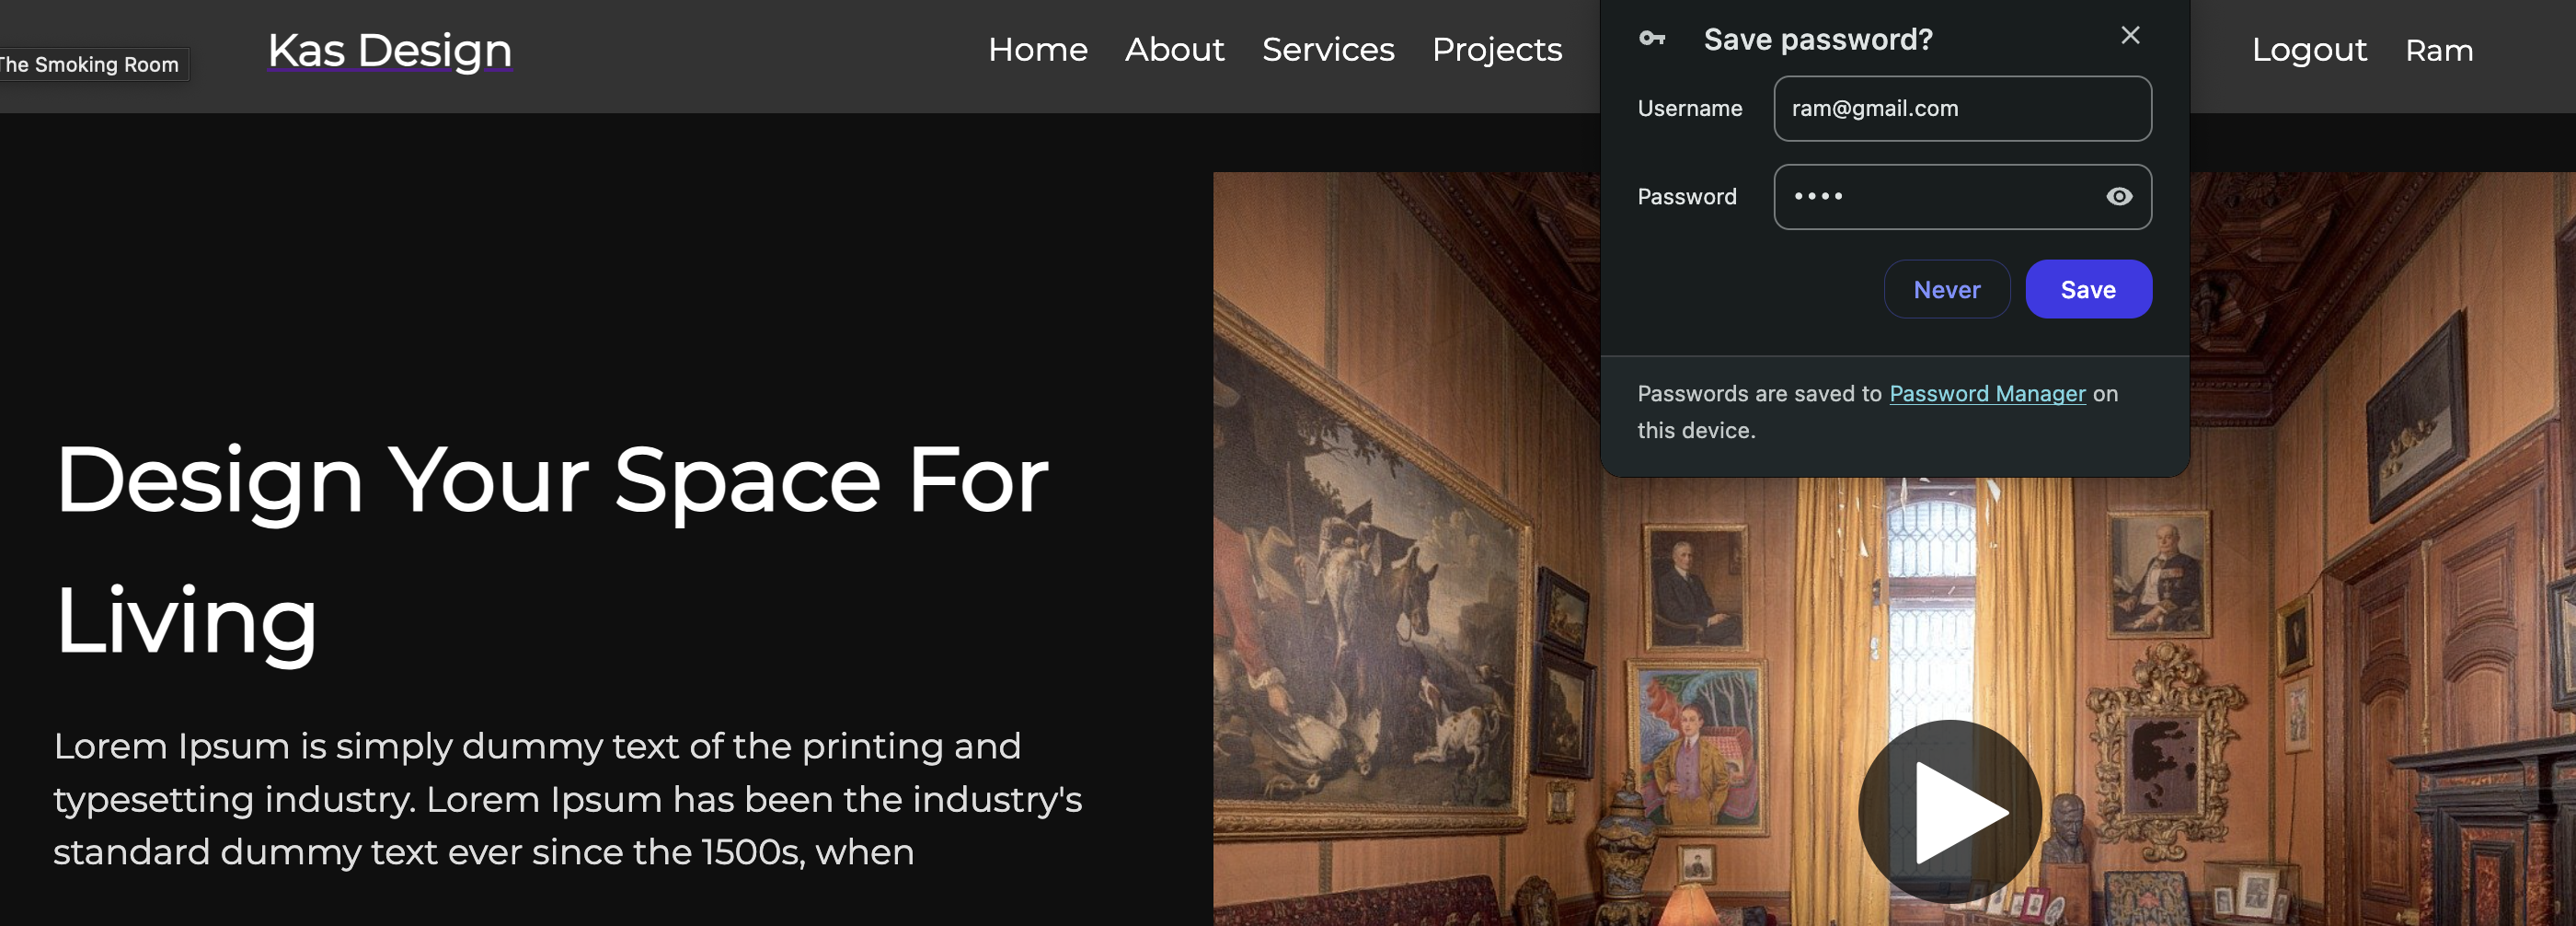 The Smoking Room
Kas Design
Home About Services Projects
Logout Ram
Save password?
Username ram@gmail.com
Password ••••
Never Save
Passwords are saved to Password Manager on
this device.
Design Your Space For
Living
Lorem Ipsum is simply dummy text of the printing and
typesetting industry. Lorem Ipsum has been the industry's
standard dummy text ever since the 1500s, when